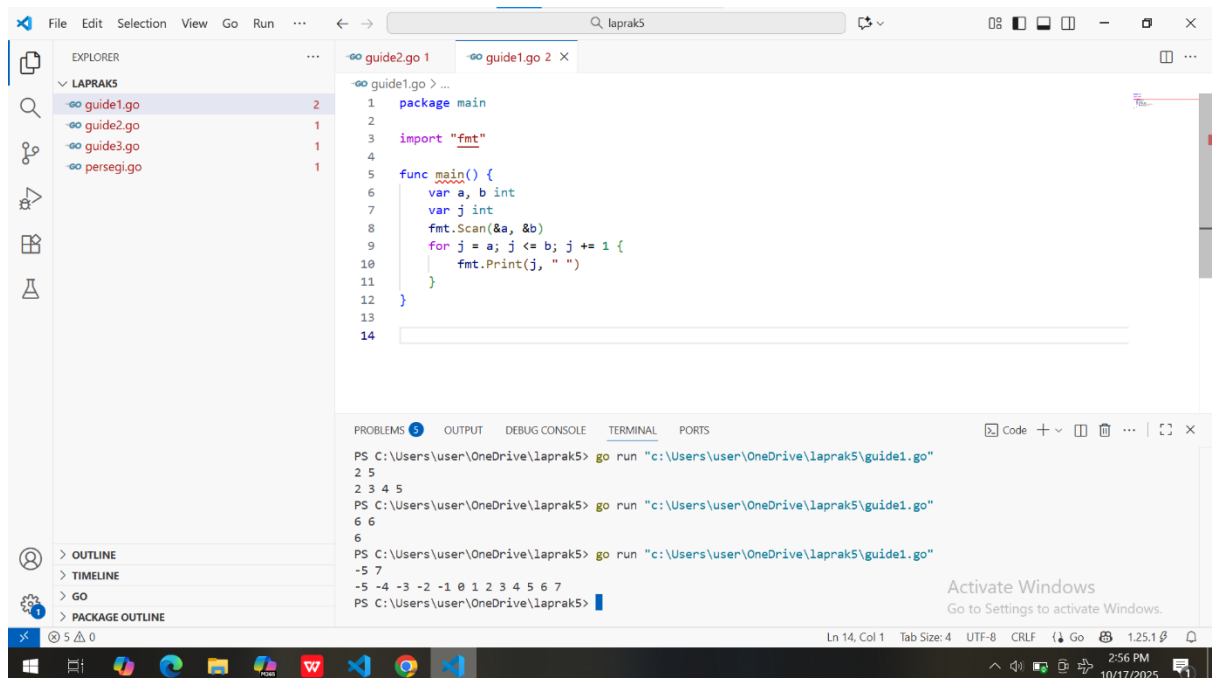 File Edit Selection View Go Run ... laprak5
EXPLORER ...
LAPRAK5
guide1.go 2
guide2.go 1
guide3.go 1
persegi.go 1
OUTLINE
TIMELINE
GO
PACKAGE OUTLINE
guide2.go 1 guide1.go 2
guide1.go > ...
1 package main
2
3 import "fmt"
4
5 func main() {
6 var a, b int
7 var j int
8 fmt.Scan(&a, &b)
9 for j = a; j <= b; j += 1 {
10 fmt.Print(j, " ")
11 }
12 }
13
14
PROBLEMS 5 OUTPUT DEBUG CONSOLE TERMINAL PORTS Code
PS C:\Users\user\OneDrive\laprak5> go run "c:\Users\user\OneDrive\laprak5\guide1.go"
2 5
2 3 4 5
PS C:\Users\user\OneDrive\laprak5> go run "c:\Users\user\OneDrive\laprak5\guide1.go"
6 6
6
PS C:\Users\user\OneDrive\laprak5> go run "c:\Users\user\OneDrive\laprak5\guide1.go"
-5 7
-5 -4 -3 -2 -1 0 1 2 3 4 5 6 7
PS C:\Users\user\OneDrive\laprak5>
Activate Windows
Go to Settings to activate Windows.
1
5 0 Ln 14, Col 1 Tab Size: 4 UTF-8 CRLF Go 1.25.1
M365 W 2:56 PM
10/17/2025 1